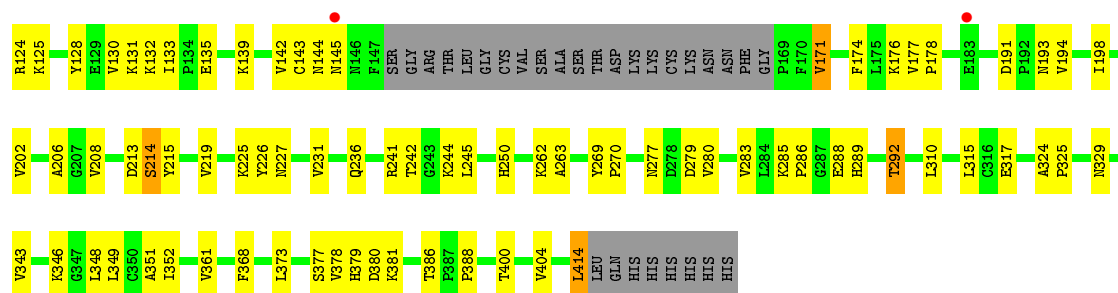 R124 K125 Y128 E129 V130 K131 K132 I133 P134 E135 K139 V142 C143 N144 N145 N146 F147 SER GLY ARG THR LEU GLY CYS VAL SER ALA SER THR ASP LYS LYS CYS LYS ASN ASN PHE GLY P169 F170 V171 F174 L175 K176 V177 P178 E183 D191 P192 N193 V194 I198
V202 A206 G207 V208 D213 S214 Y215 V219 K225 Y226 N227 V231 Q236 R241 T242 G243 K244 L245 H250 K262 A263 Y269 P270 N277 D278 D279 V280 V283 L284 K285 P286 G287 E288 H289 T292 L310 L315 C316 E317 A324 P325 N329
V343 K346 G347 L348 L349 C350 A351 I352 V361 F368 L373 S377 V378 H379 D380 K381 T386 P387 P388 T400 V404 L414 LEU GLN HIS HIS HIS HIS HIS HIS